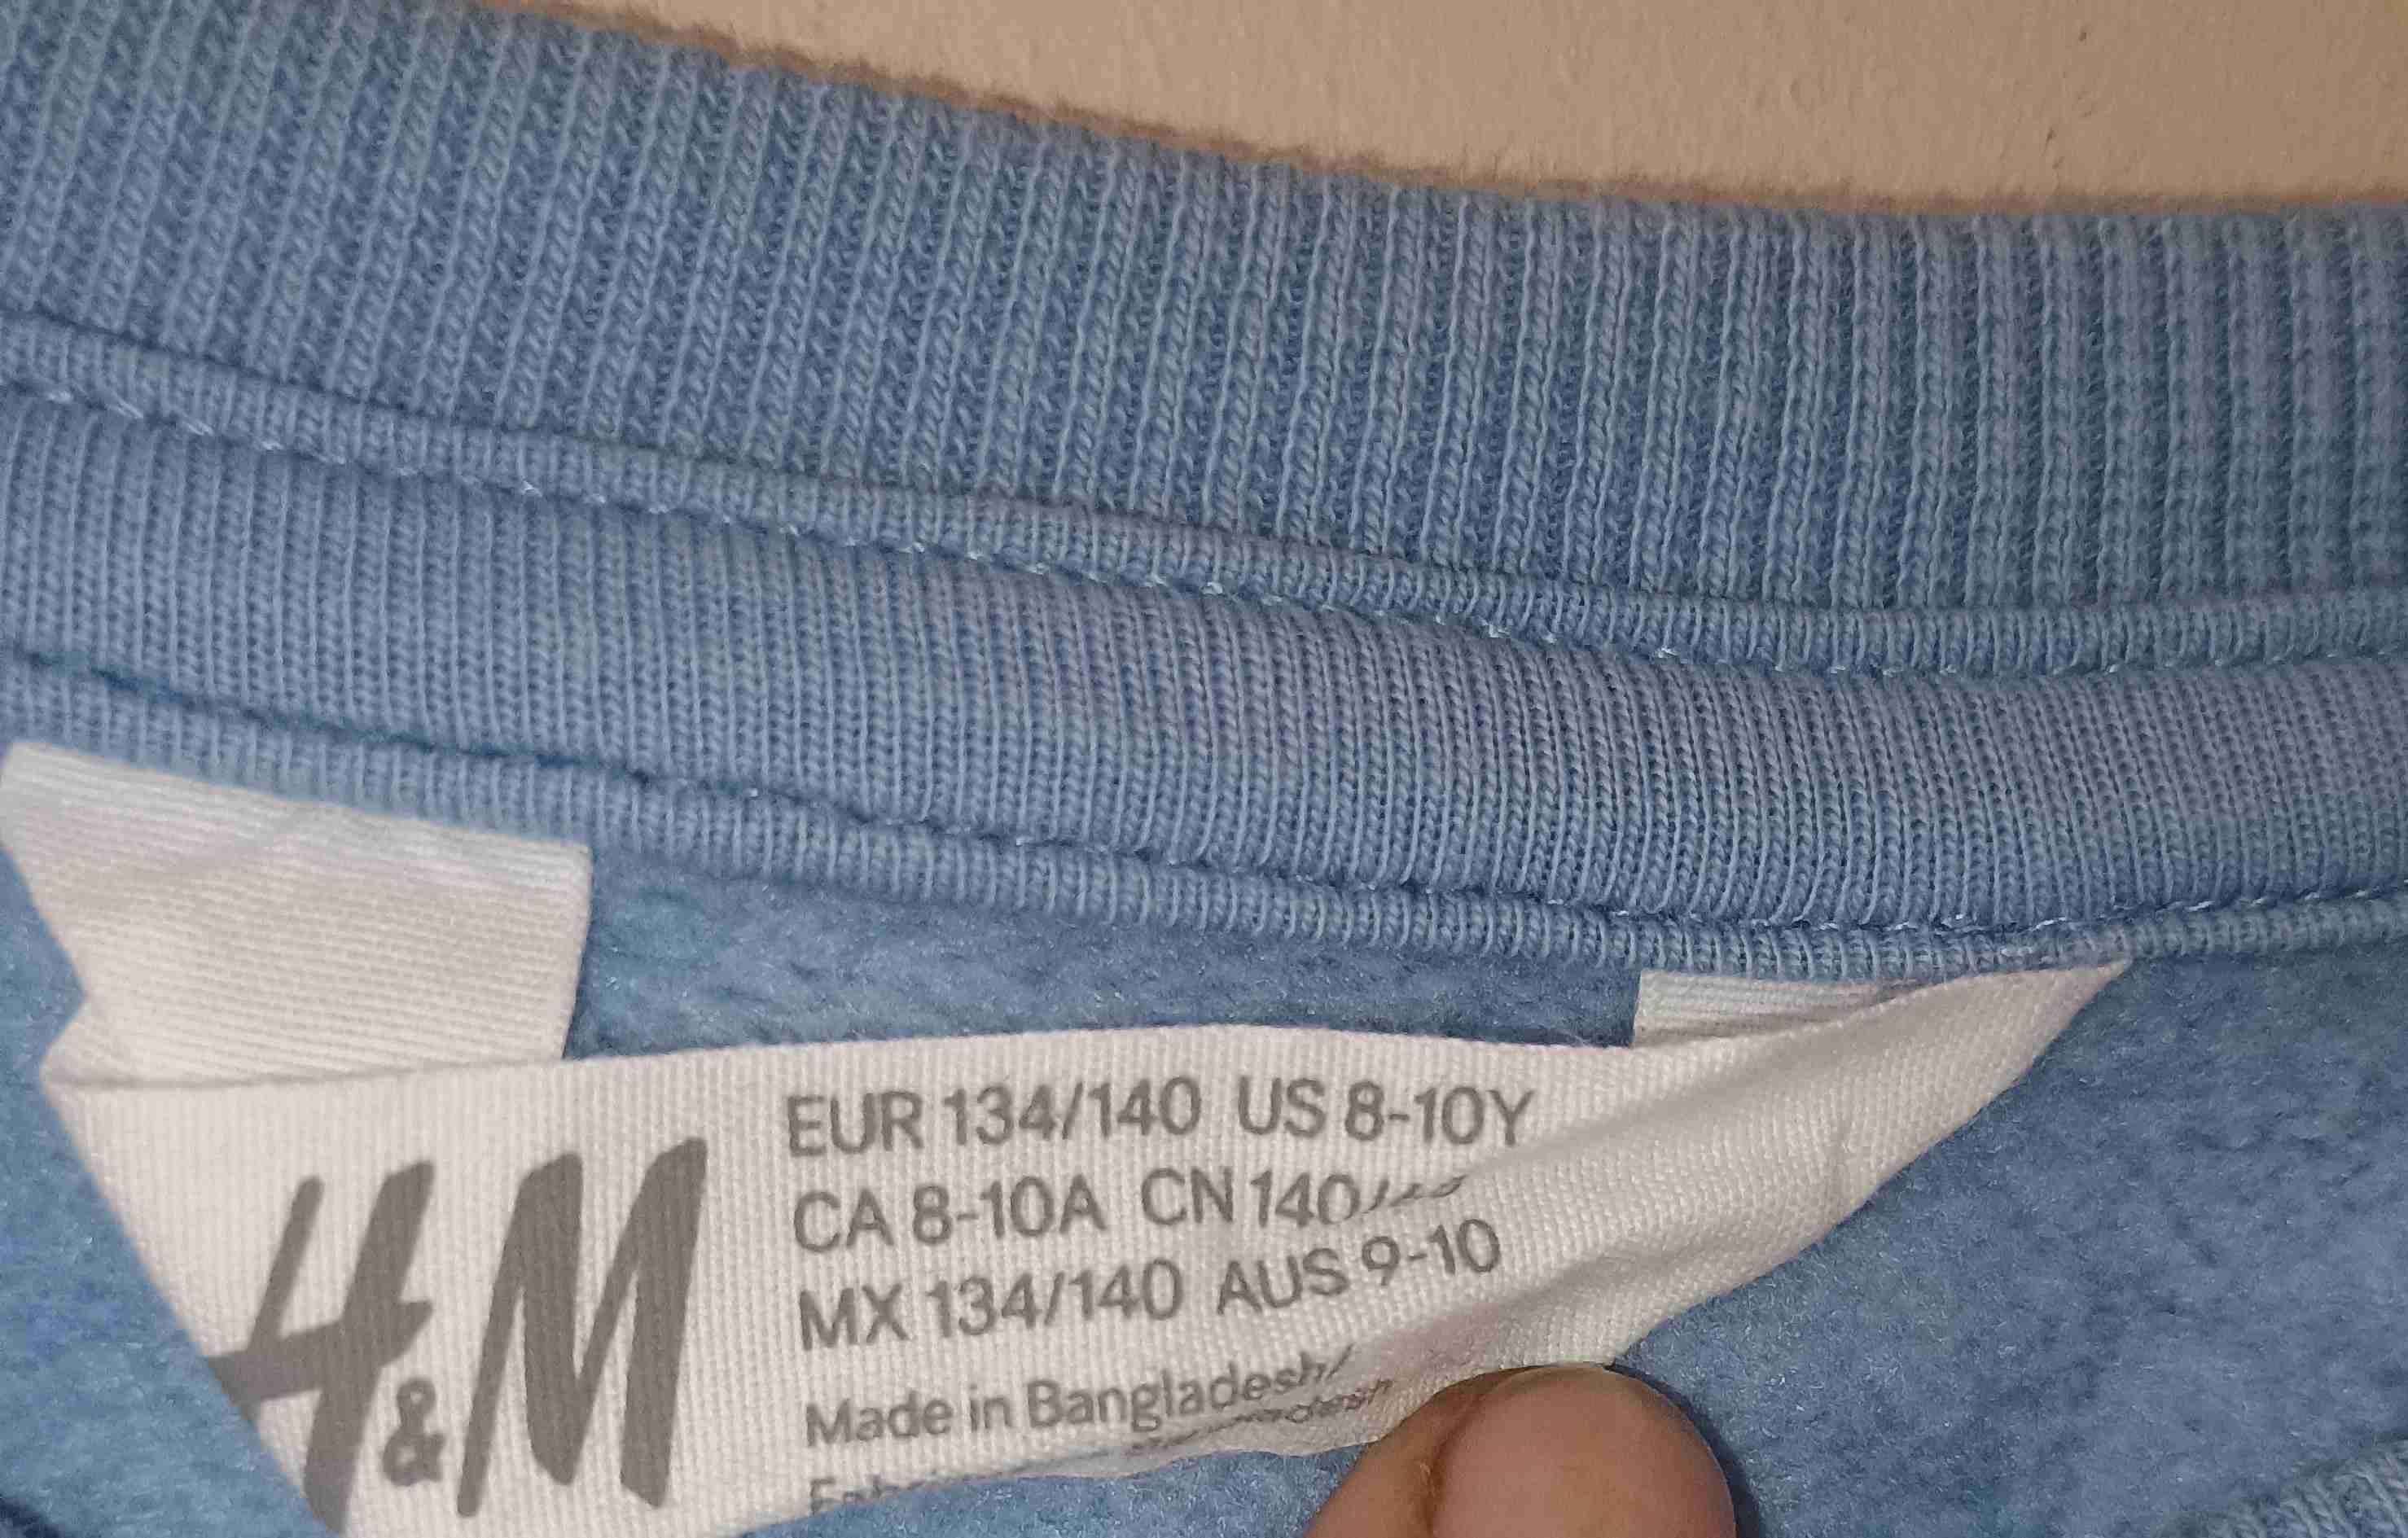 H&M
EUR 134/140 US 8-10Y
CA 8-10A CN 140/
MX 134/140 AUS 9-10
Made in Bangladesh/